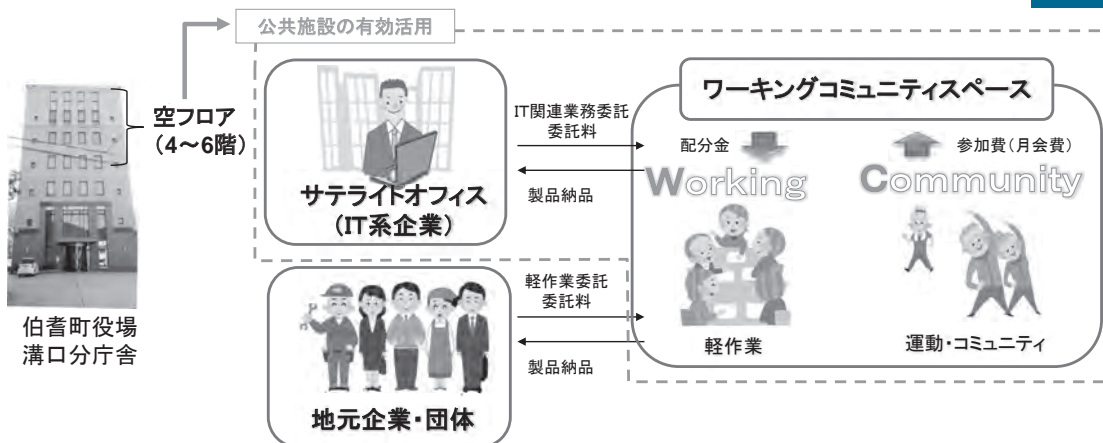 公共施設の有効活用
空フロア
（4～6階）
伯耆町役場
溝口分庁舎
サテライトオフィス
（IT系企業）
IT関連業務委託
委託料
製品納品
地元企業・団体
軽作業委託
委託料
製品納品
ワーキングコミュニティスペース
配分金
参加費（月会費）
Working
Community
軽作業
運動・コミュニティ